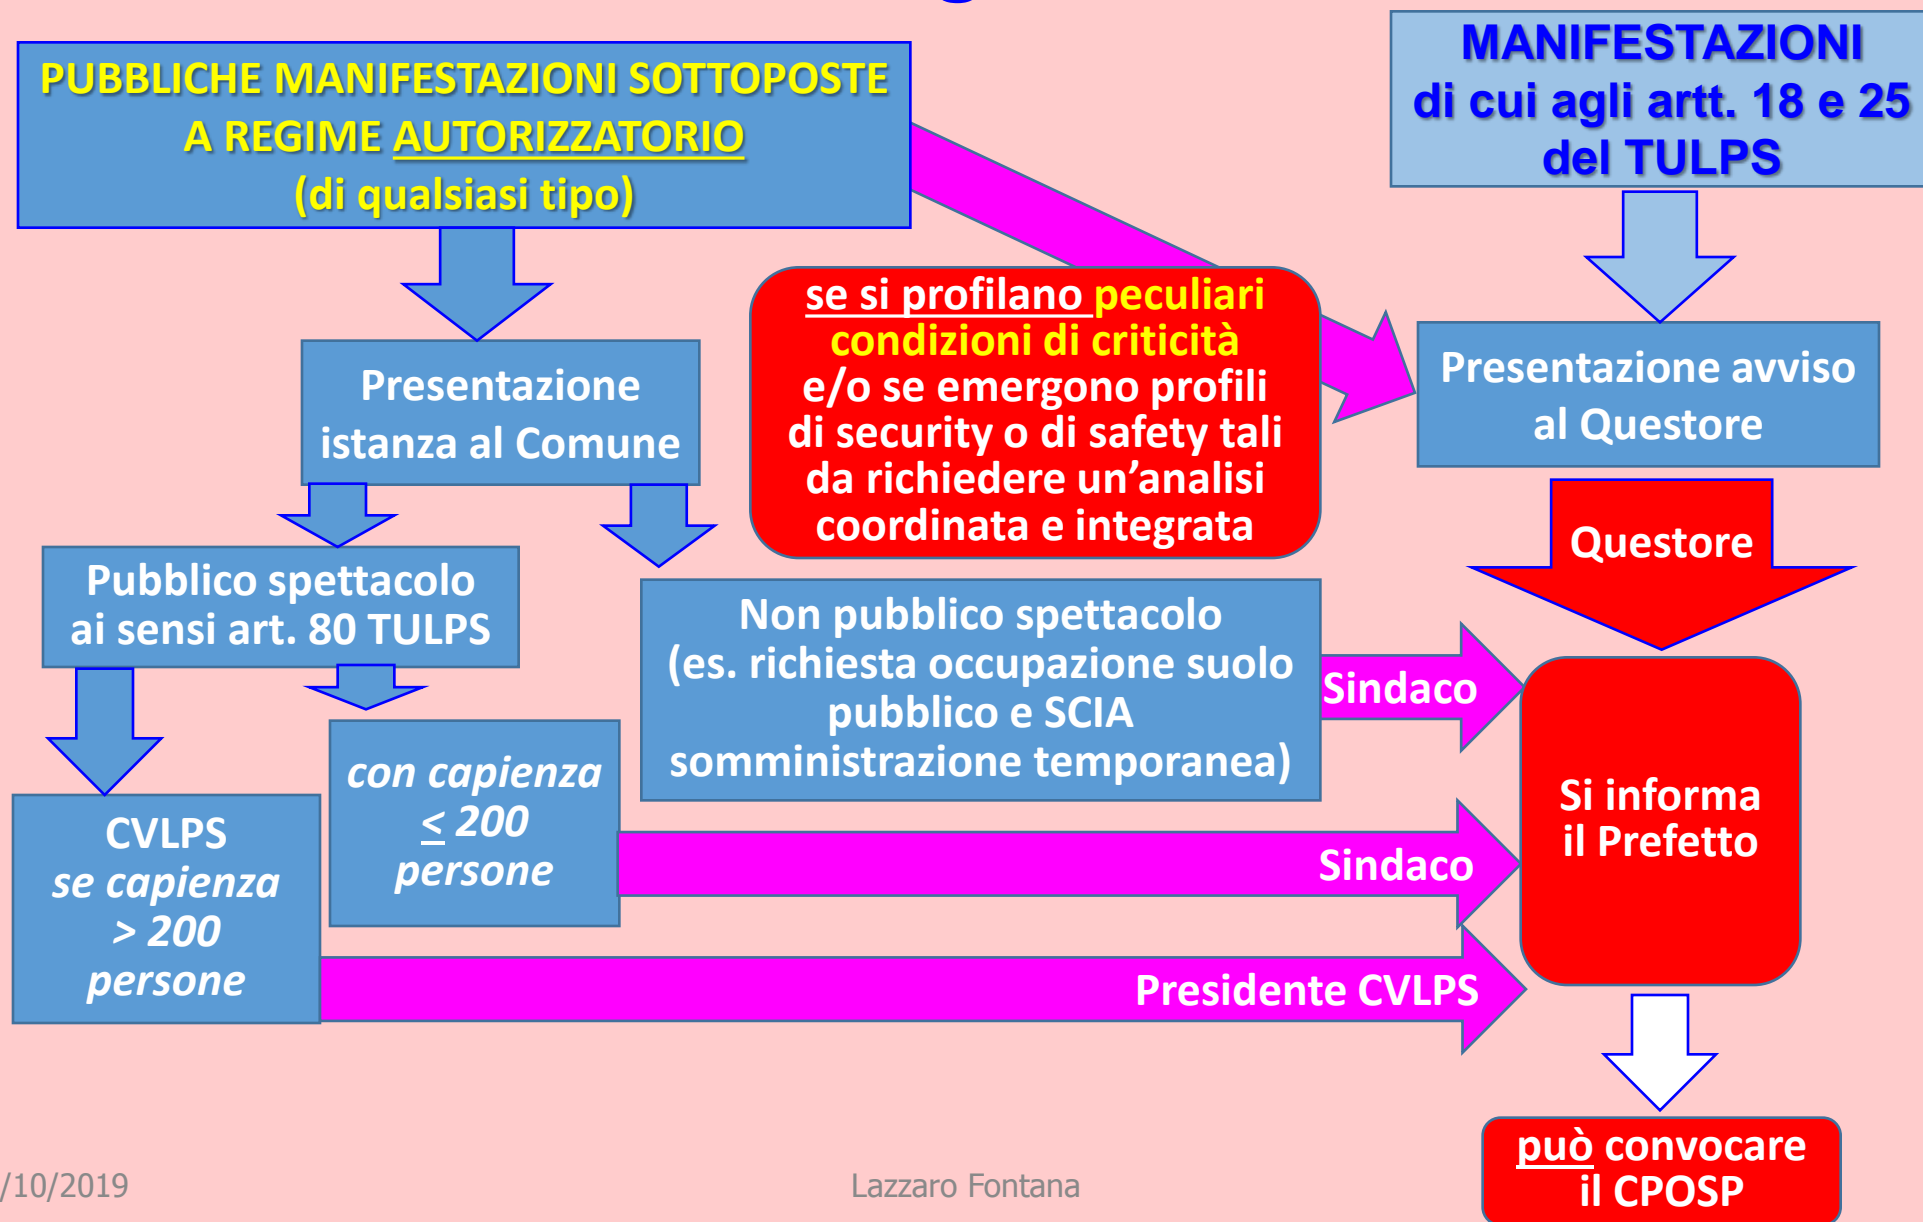 PUBBLICHE MANIFESTAZIONI SOTTOPOSTE
A REGIME AUTORIZZATORIO
(di qualsiasi tipo)
MANIFESTAZIONI
di cui agli artt. 18 e 25
del TULPS
se si profilano peculiari
condizioni di criticità
e/o se emergono profili
di security o di safety tali
da richiedere un’analisi
coordinata e integrata
Presentazione
istanza al Comune
Presentazione avviso
al Questore
Questore
Pubblico spettacolo
ai sensi art. 80 TULPS
Non pubblico spettacolo
(es. richiesta occupazione suolo
pubblico e SCIA
somministrazione temporanea)
Sindaco
con capienza
≤ 200
persone
Sindaco
CVLPS
se capienza
> 200
persone
Presidente CVLPS
Si informa
il Prefetto
può convocare
il CPOSP
/10/2019
Lazzaro Fontana